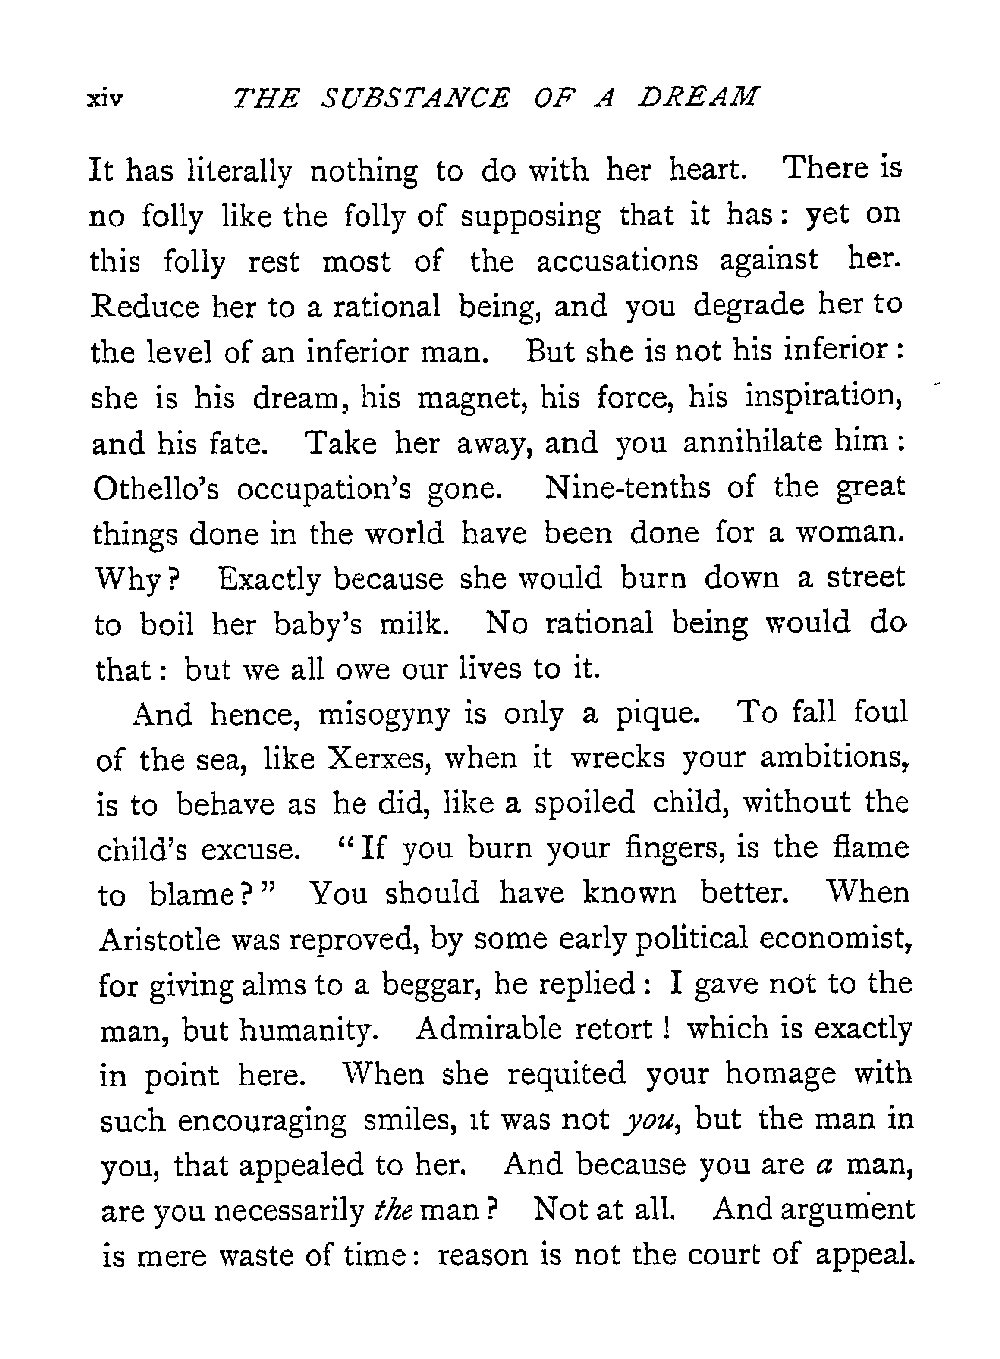 xiv THE SUBSTANCE OF A DREAM
It has literally nothing to do with her heart. There is
no folly like the folly of supposing that it has: yet on
this folly rest most of the accusations against her.
Reduce her to a rational being, and you degrade her to
the level of an inferior man. But she is not his inferior:
she is his dream, his magnet, his force, his inspiration,
and his fate. Take her away, and you annihilate him:
Othello's occupation's gone. Nine-tenths of the great
things done in the world have been done for a woman.
Why? Exactly because she would burn down a street
to boil her baby's milk. No rational being would do
that: but we all owe our lives to it.
And hence, misogyny is only a pique. To fall foul
of the sea, like Xerxes, when it wrecks your ambitions,
is to behave as he did, like a spoiled child, without the
child's excuse. "If you burn your fingers, is the flame
to blame?" You should have known better. When
Aristotle was reproved, by some early political economist,
for giving alms to a beggar, he replied: I gave not to the
man, but humanity. Admirable retort! which is exactly
in point here. When she requited your homage with
such encouraging smiles, it was not you, but the man in
you, that appealed to her. And because you are a man,
are you necessarily the man? Not at all. And argument
is mere waste of time: reason is not the court of appeal.